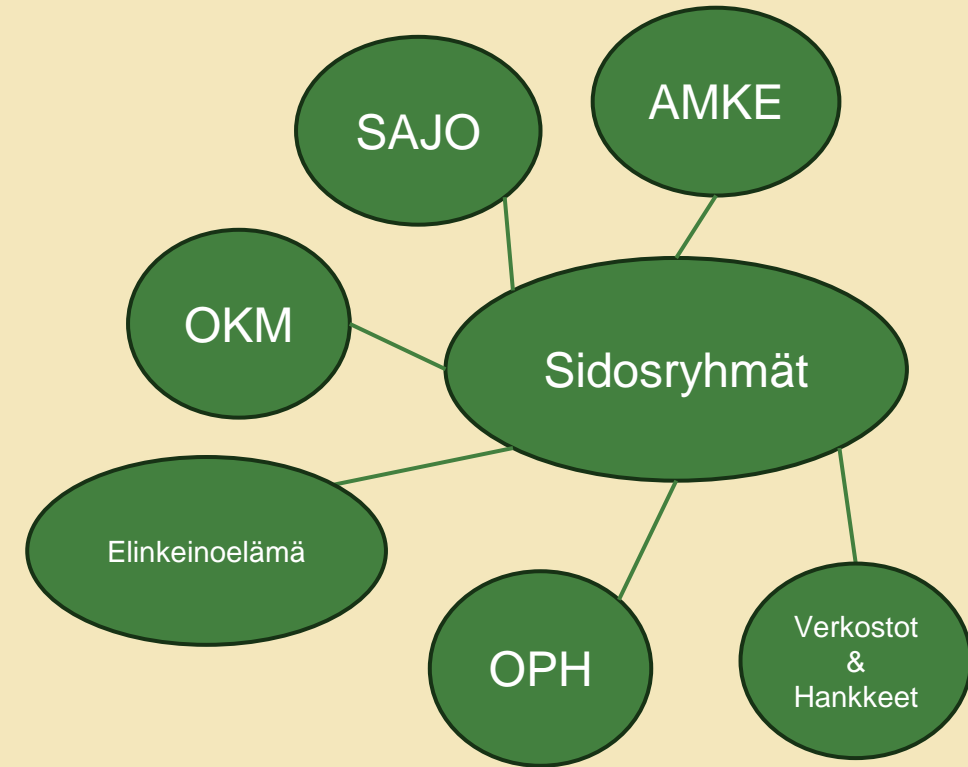 AMKE
SAJO
OKM
Sidosryhmät
Elinkeinoelämä
OPH
Verkostot
&
Hankkeet